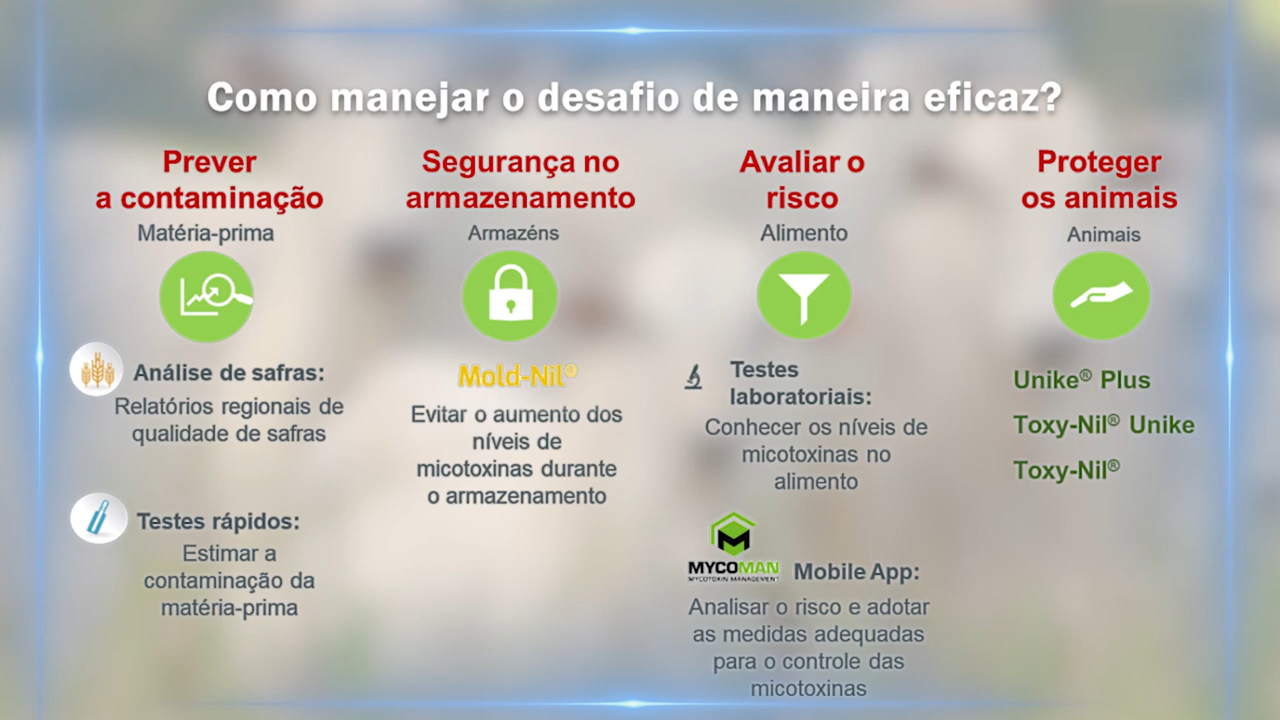 Como manejar o desafio de maneira eficaz?
Prever
a contaminação
Matéria-prima
Análise de safras:
Relatórios regionais de
qualidade de safras
Testes rápidos:
Estimar a
contaminação da
matéria-prima
Segurança no
armazenamento
Armazéns
Mold-Nil®
Evitar o aumento dos
níveis de
micotoxinas durante
o armazenamento
Avaliar o
risco
Alimento
Testes
laboratoriais:
Conhecer os níveis de
micotoxinas no
alimento
MYCOMAN
MYCOTOXIN MANAGEMENT
Mobile App:
Analisar o risco e adotar
as medidas adequadas
para o controle das
micotoxinas
Proteger
os animais
Animais
Unike® Plus
Toxy-Nil® Unike
Toxy-Nil®